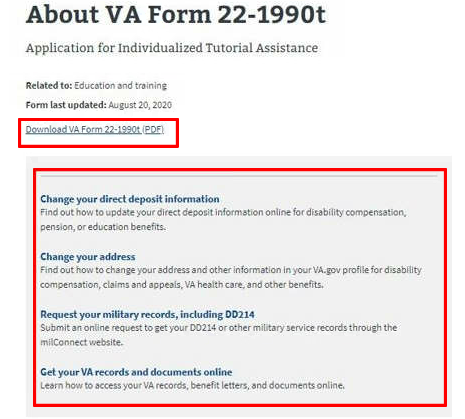 About VA Form 22-1990t
Application for Individualized Tutorial Assistance
Related to: Education and training
Form last updated: August 20, 2020
Download VA Form 22-1990t (PDF)
Change your direct deposit information
Find out how to update your direct deposit information online for disability compensation,
pension, or education benefits.
Change your address
Find out how to change your address and other information in your VA.gov profile for disability
compensation, claims and appeals, VA health care, and other benefits.
Request your military records, including DD214
Submit an online request to get your DD214 or other military service records through the
milConnect website.
Get your VA records and documents online
Learn how to access your VA records, benefit letters, and documents online.